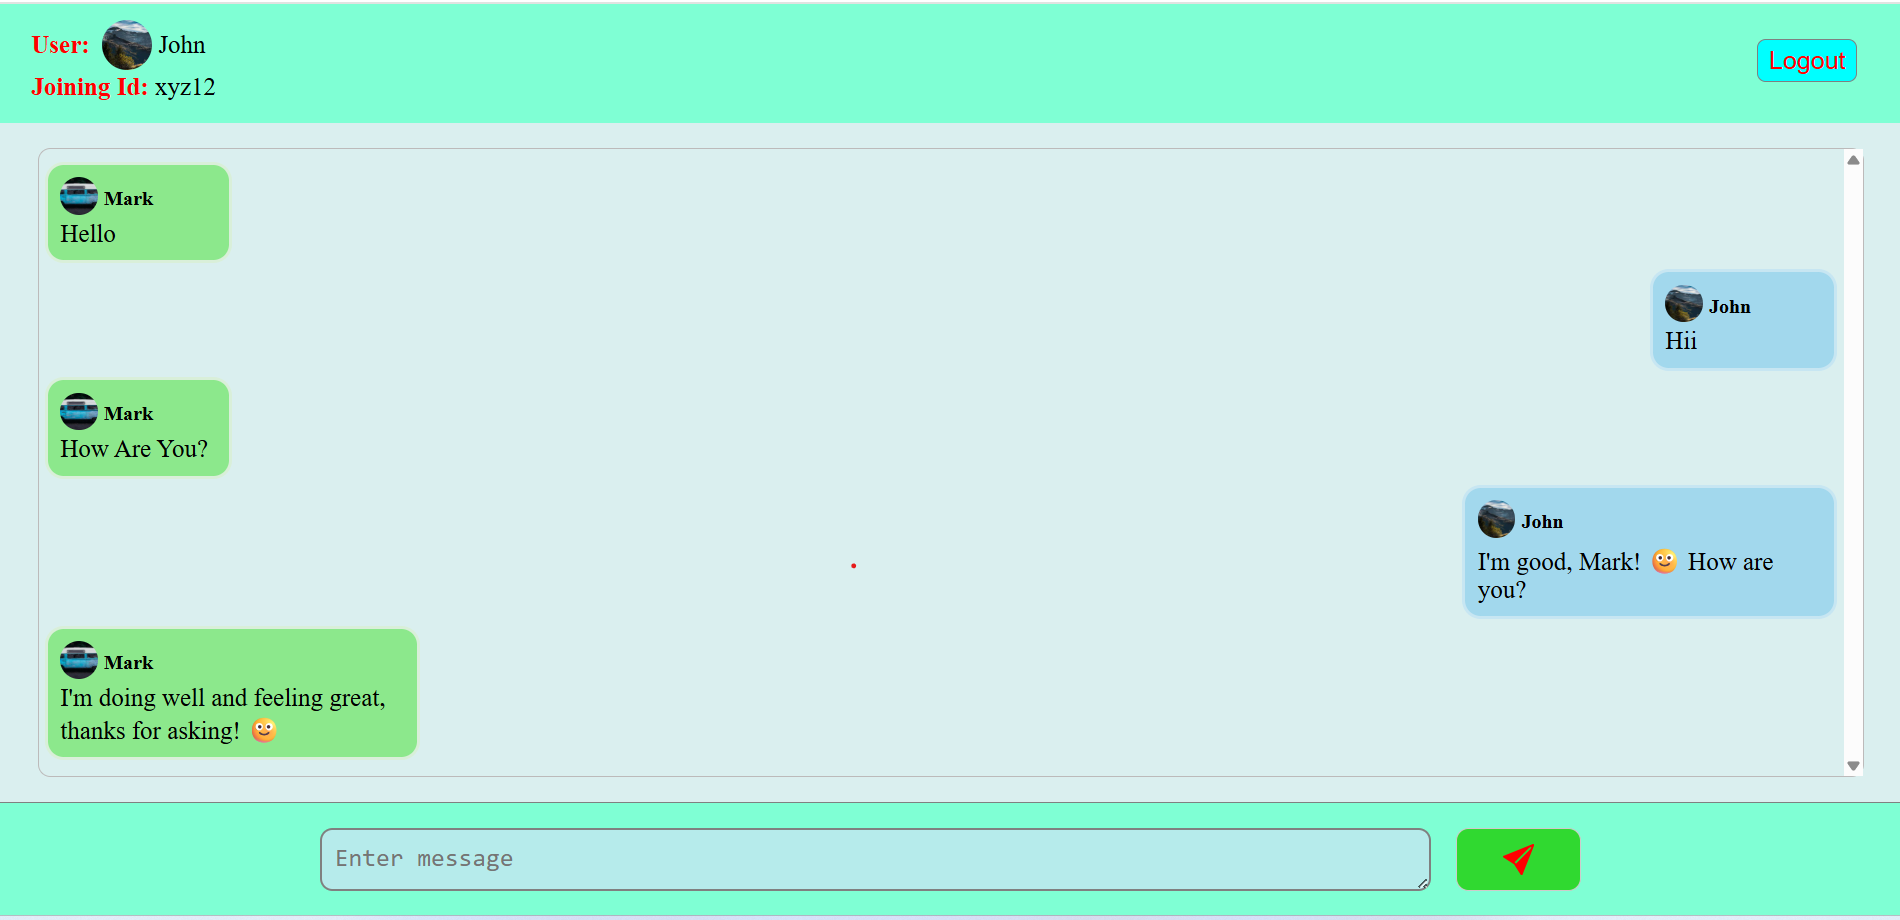 User: John
Joining Id: xyz12
Logout
Mark
Hello
John
Hii
Mark
How Are You?
John
I'm good, Mark! 🙂 How are
you?
Mark
I'm doing well and feeling great,
thanks for asking! 🙂
Enter message